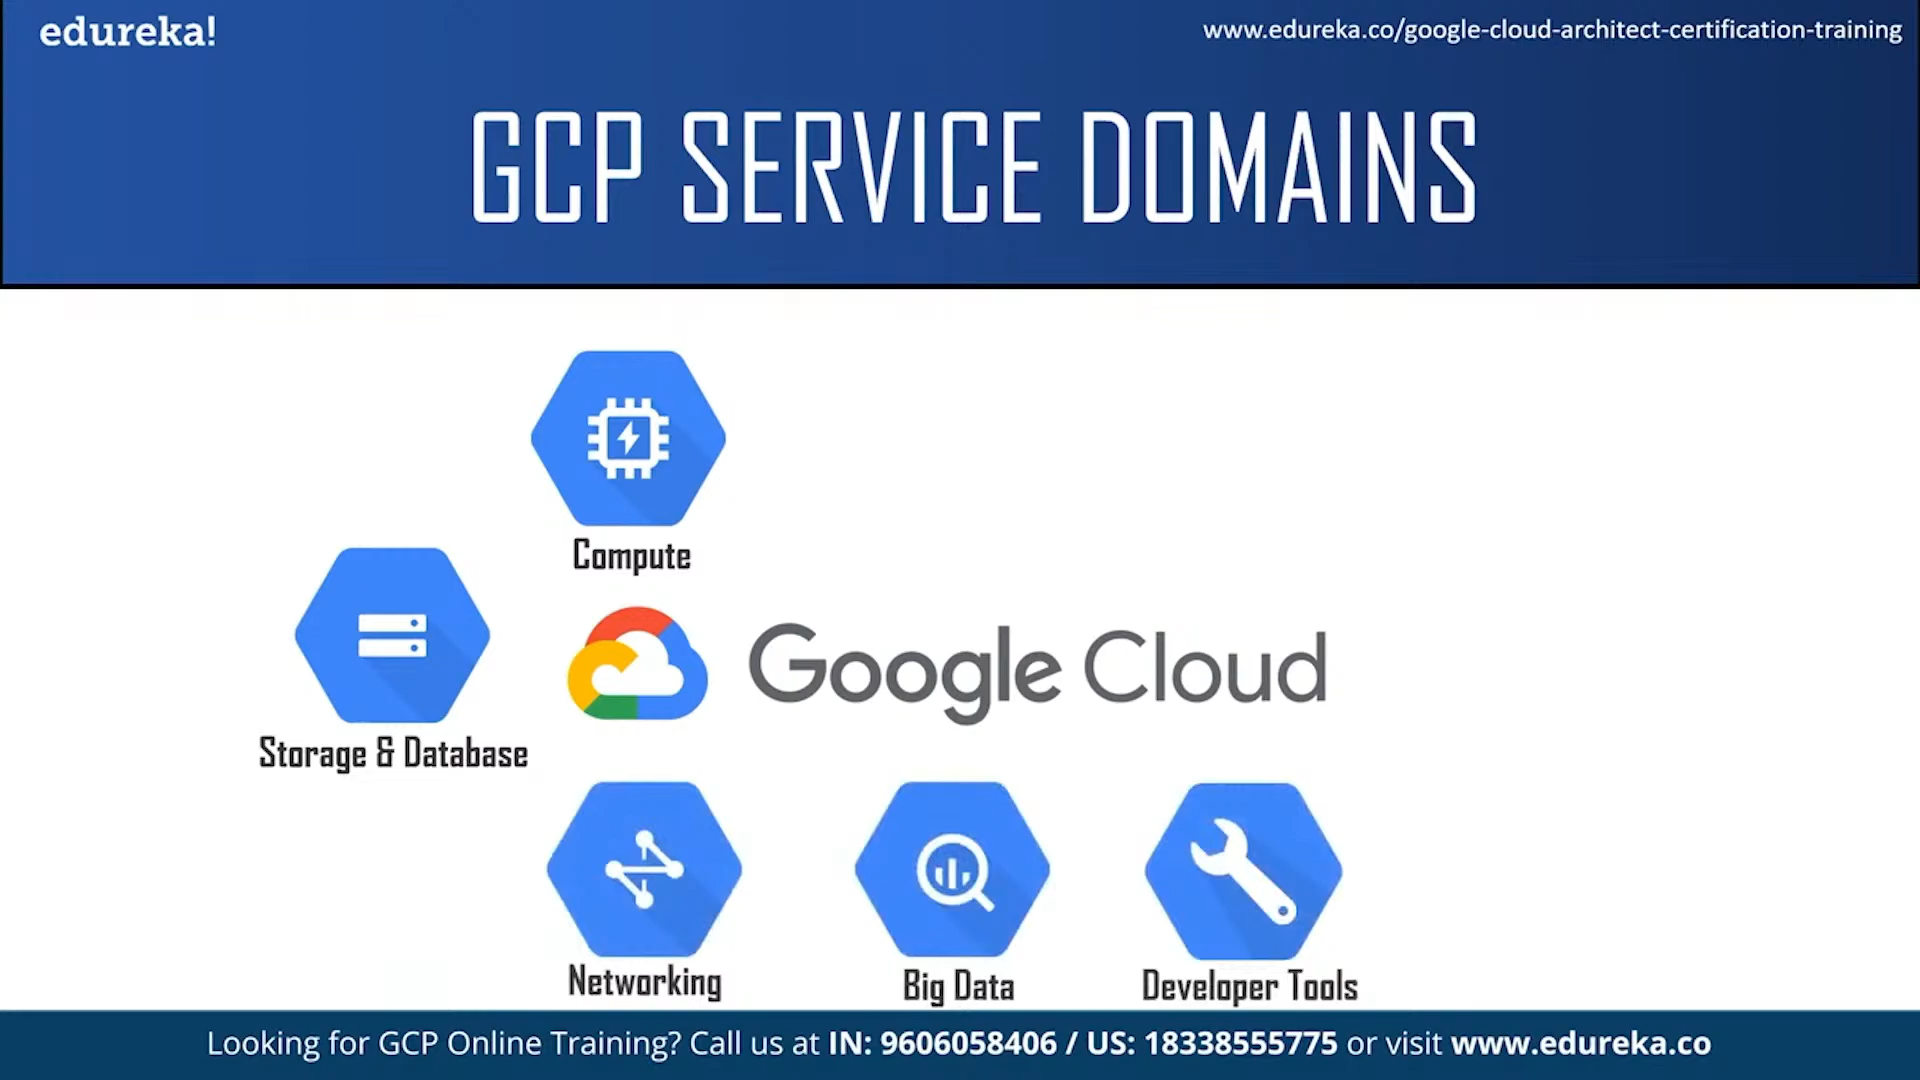 edureka!
www.edureka.co/google-cloud-architect-certification-training
GCP SERVICE DOMAINS
Compute
Storage & Database
Google Cloud
Networking
Big Data
Developer Tools
Looking for GCP Online Training? Call us at IN: 9606058406 / US: 18338555775 or visit www.edureka.co